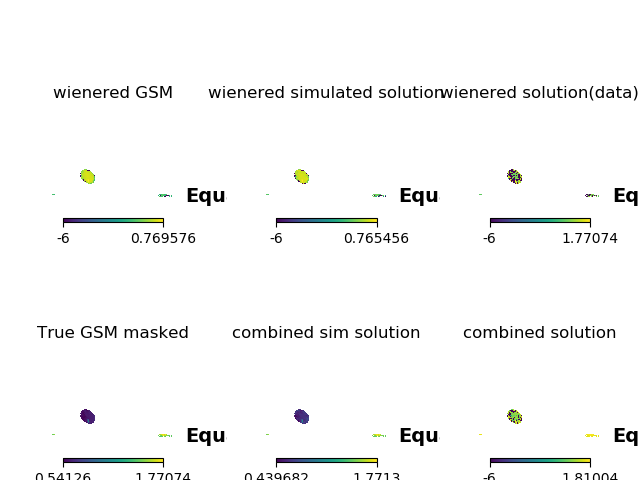 wienered GSM wienered simulated solution wienered solution(data)
Equ Equ Eq
-6 0.769576 -6 0.765456 -6 1.77074
True GSM masked combined sim solution combined solution
Equ Equ Eq
0.54126 1.77074 0.439682 1.7713 -6 1.81004